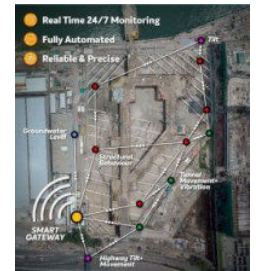 Real Time 24/7 Monitoring
Fully Automated
Reliable & Precise
Tilt
Groundwater
Level
Structural
Behaviour
Tunnel
Movement+
Vibration
SMART
GATEWAY
Highway Tilt+
Movement